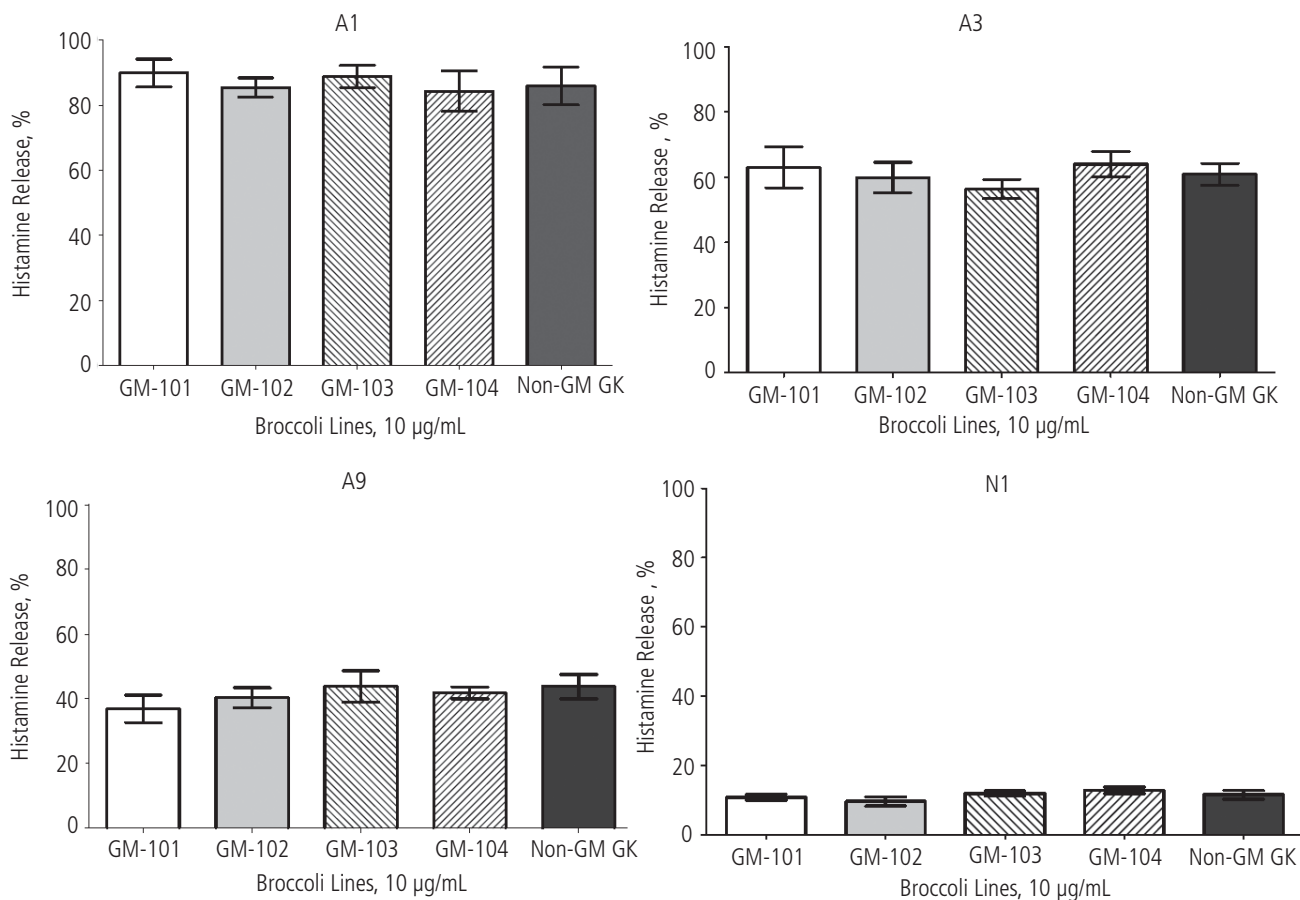 A1
Histamine Release, %
100
80
60
40
20
0
GM-101 GM-102 GM-103 GM-104 Non-GM GK
Broccoli Lines, 10 µg/mL
A3
Histamine Release , %
100
80
60
40
20
0
GM-101 GM-102 GM-103 GM-104 Non-GM GK
Broccoli Lines, 10 µg/mL
A9
Histamine Release, %
100
80
60
40
20
0
GM-101 GM-102 GM-103 GM-104 Non-GM GK
Broccoli Lines, 10 µg/mL
N1
Histamine Release , %
100
80
60
40
20
0
GM-101 GM-102 GM-103 GM-104 Non-GM GK
Broccoli Lines, 10 µg/mL